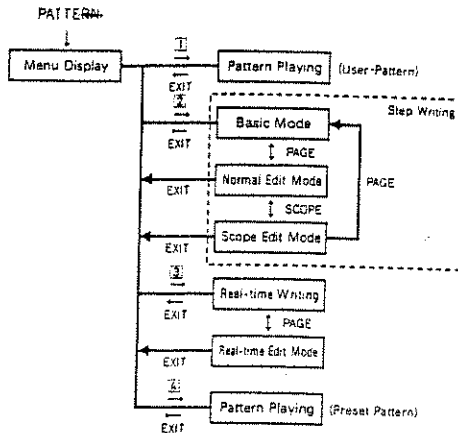 PATTERN
Menu Display
1
EXIT
Pattern Playing (User-Pattern)
Step Writing
2
EXIT
Basic Mode
PAGE
EXIT
Normal Edit Mode
PAGE
SCOPE
EXIT
Scope Edit Mode
3
EXIT
Real-time Writing
PAGE
EXIT
Real-time Edit Mode
4
EXIT
Pattern Playing (Preset Pattern)